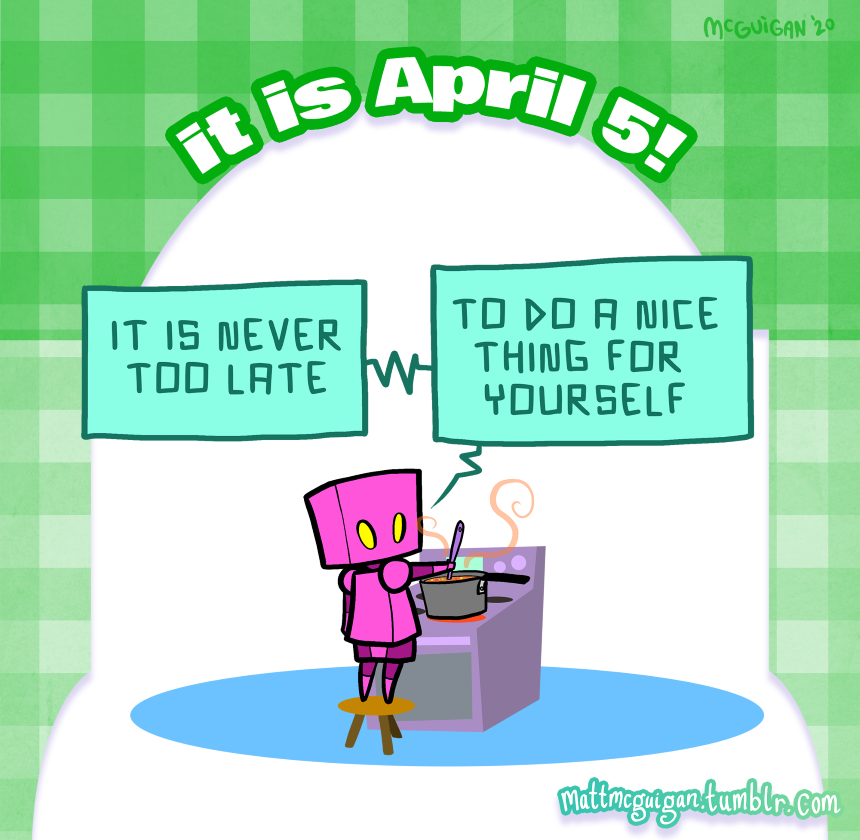 McGUiGAN '20
it is April 5!
IT IS NEVER
TOO LATE
TO DO A NICE
THING FOR
YOURSELF
mattmcguigan.tumblr.com